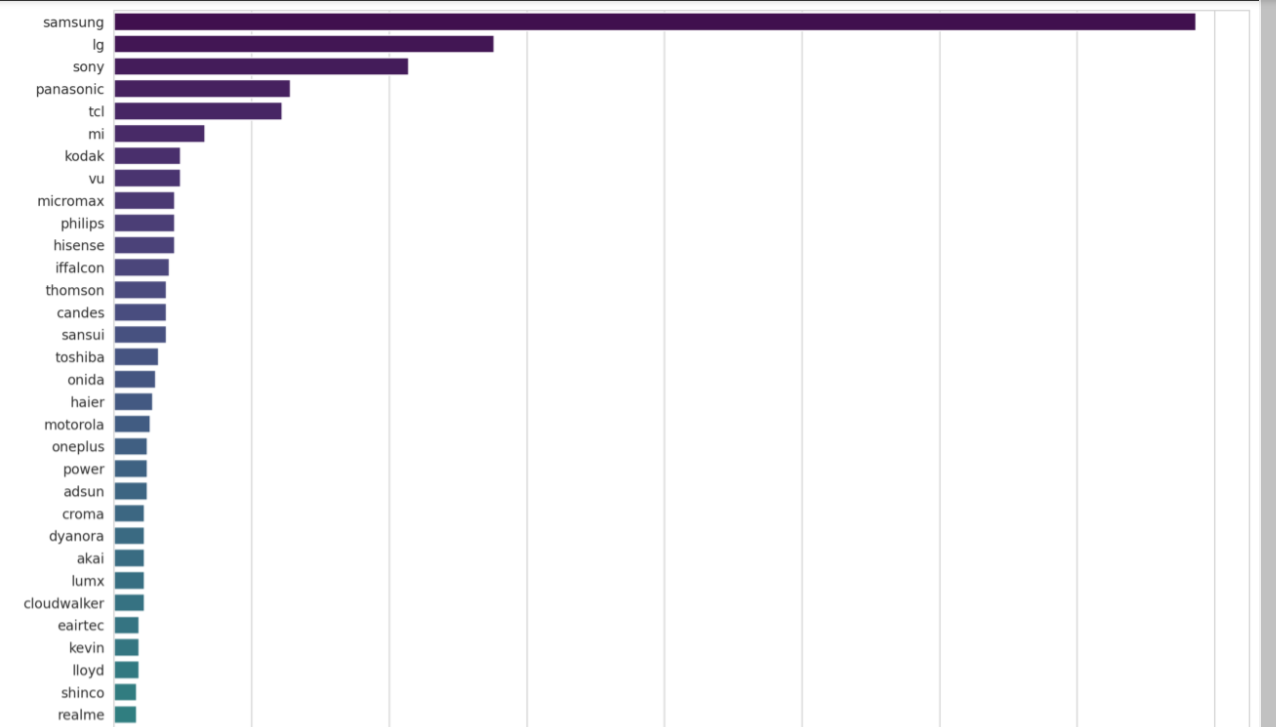 samsung
lg
sony
panasonic
tcl
mi
kodak
vu
micromax
philips
hisense
iffalcon
thomson
candes
sansui
toshiba
onida
haier
motorola
oneplus
power
adsun
croma
dyanora
akai
lumx
cloudwalker
eairtec
kevin
lloyd
shinco
realme